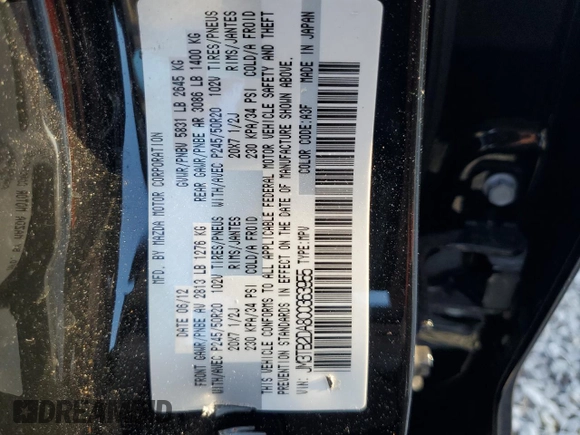 MFD. BY MAZDA MOTOR CORPORATION
DATE 06/12 GVWR/PNBV 5831 LB 2645 KG
FRONT GAWR/PNBE AV 2813 LB 1276 KG REAR GAWR/PNBE AR 3086 LB 1400 KG
WITH/AVEC P245/50R20 102V TIRES/PNEUS WITH/AVEC P245/50R20 102V TIRES/PNEUS
20X7 1/2J RIMS/JANTES 20X7 1/2J RIMS/JANTES
230 KPA/34 PSI COLD/A FROID 230 KPA/34 PSI COLD/A FROID
THIS VEHICLE CONFORMS TO ALL APPLICABLE FEDERAL MOTOR VEHICLE SAFETY AND THEFT
PREVENTION STANDARDS IN EFFECT ON THE DATE OF MANUFACTURE SHOWN ABOVE.
VIN: TYPE:MPV COLOR CODE:A3F MADE IN JAPAN